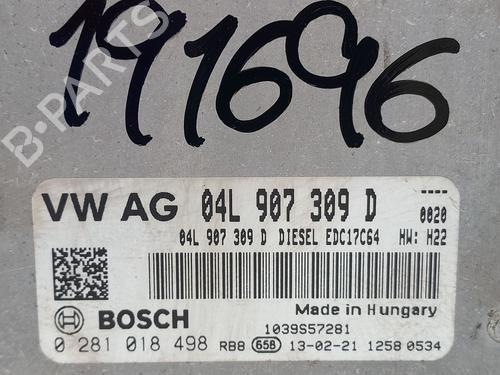 191696
B-PARTS
VW AG 04L 907 309 D ----
0020
04L 907 309 D DIESEL EDC17C64 HW: H22
Made in Hungary
BOSCH 1039S57281
0 281 018 498 RB8 658 13-02-21 1258 0534